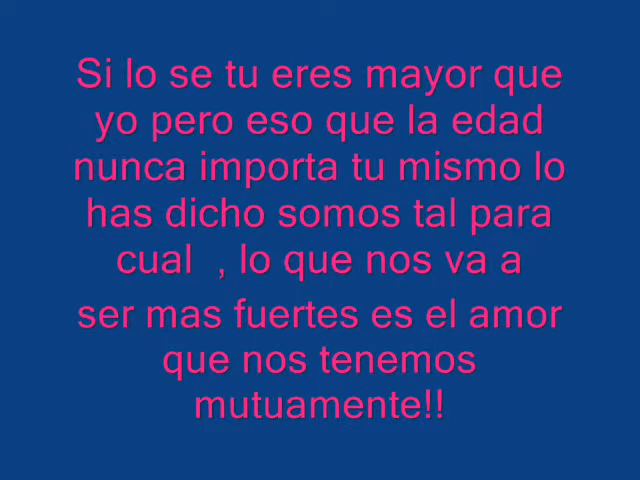 Si lo se tu eres mayor que
yo pero eso que la edad
nunca importa tu mismo lo
has dicho somos tal para
cual  , lo que nos va a
ser mas fuertes es el amor
que nos tenemos
mutuamente!!